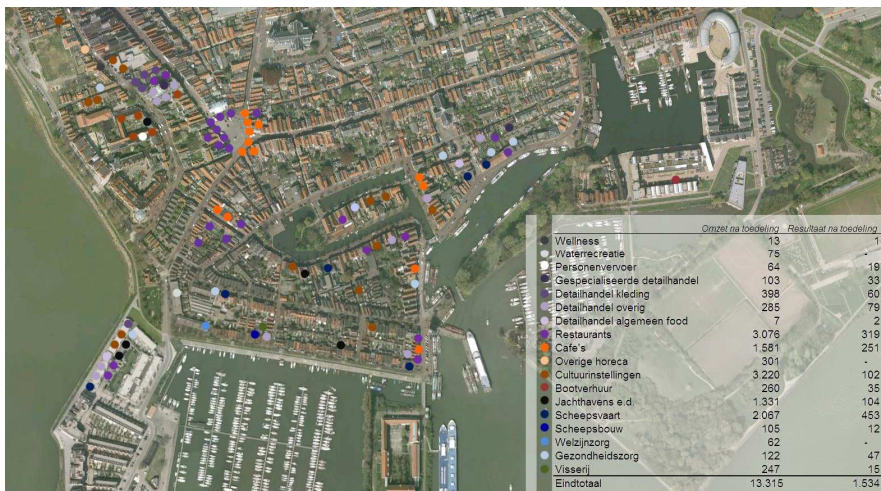 Omzet na toedeling Resultaat na toedeling
Wellness 13 1
Waterrecreatie 75 -
Personenvervoer 64 19
Gespecialiseerde detailhandel 103 33
Detailhandel kleding 398 60
Detailhandel overig 285 79
Detailhandel algemeen food 7 2
Restaurants 3.076 319
Cafe's 1.581 251
Overige horeca 301 -
Cultuurinstellingen 3.220 102
Bootverhuur 260 35
Jachthavens e.d. 1.331 104
Scheepsvaart 2.067 453
Scheepsbouw 105 12
Welzijnzorg 62 -
Gezondheidszorg 122 47
Visserij 247 15
Eindtotaal 13.315 1.534